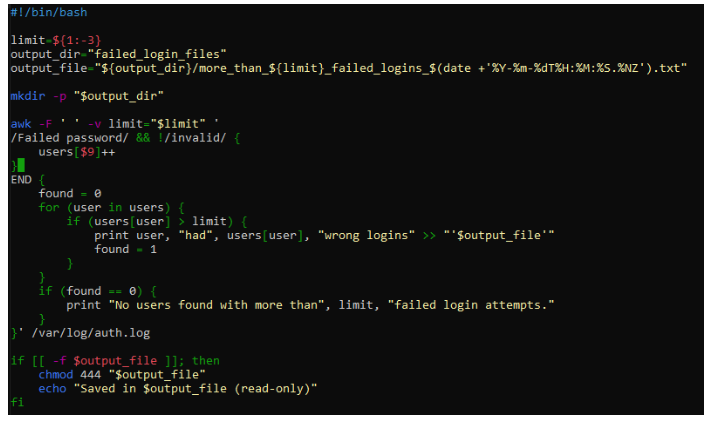 #!/bin/bash
limit=${1:-3}
output_dir="failed_login_files"
output_file="${output_dir}/more_than_${limit}_failed_logins_$(date +'%Y-%m-%dT%H:%M:%S.%NZ').txt"
mkdir -p "$output_dir"
awk -F ' ' -v limit="$limit" '
/Failed password/ && !/invalid/ {
    users[$9]++
}
END {
    found = 0
    for (user in users) {
        if (users[user] > limit) {
            print user, "had", users[user], "wrong logins" >> "'$output_file'"
            found = 1
        }
    }
    if (found == 0) {
        print "No users found with more than", limit, "failed login attempts."
    }
}' /var/log/auth.log
if [[ -f $output_file ]]; then
    chmod 444 "$output_file"
    echo "Saved in $output_file (read-only)"
fi